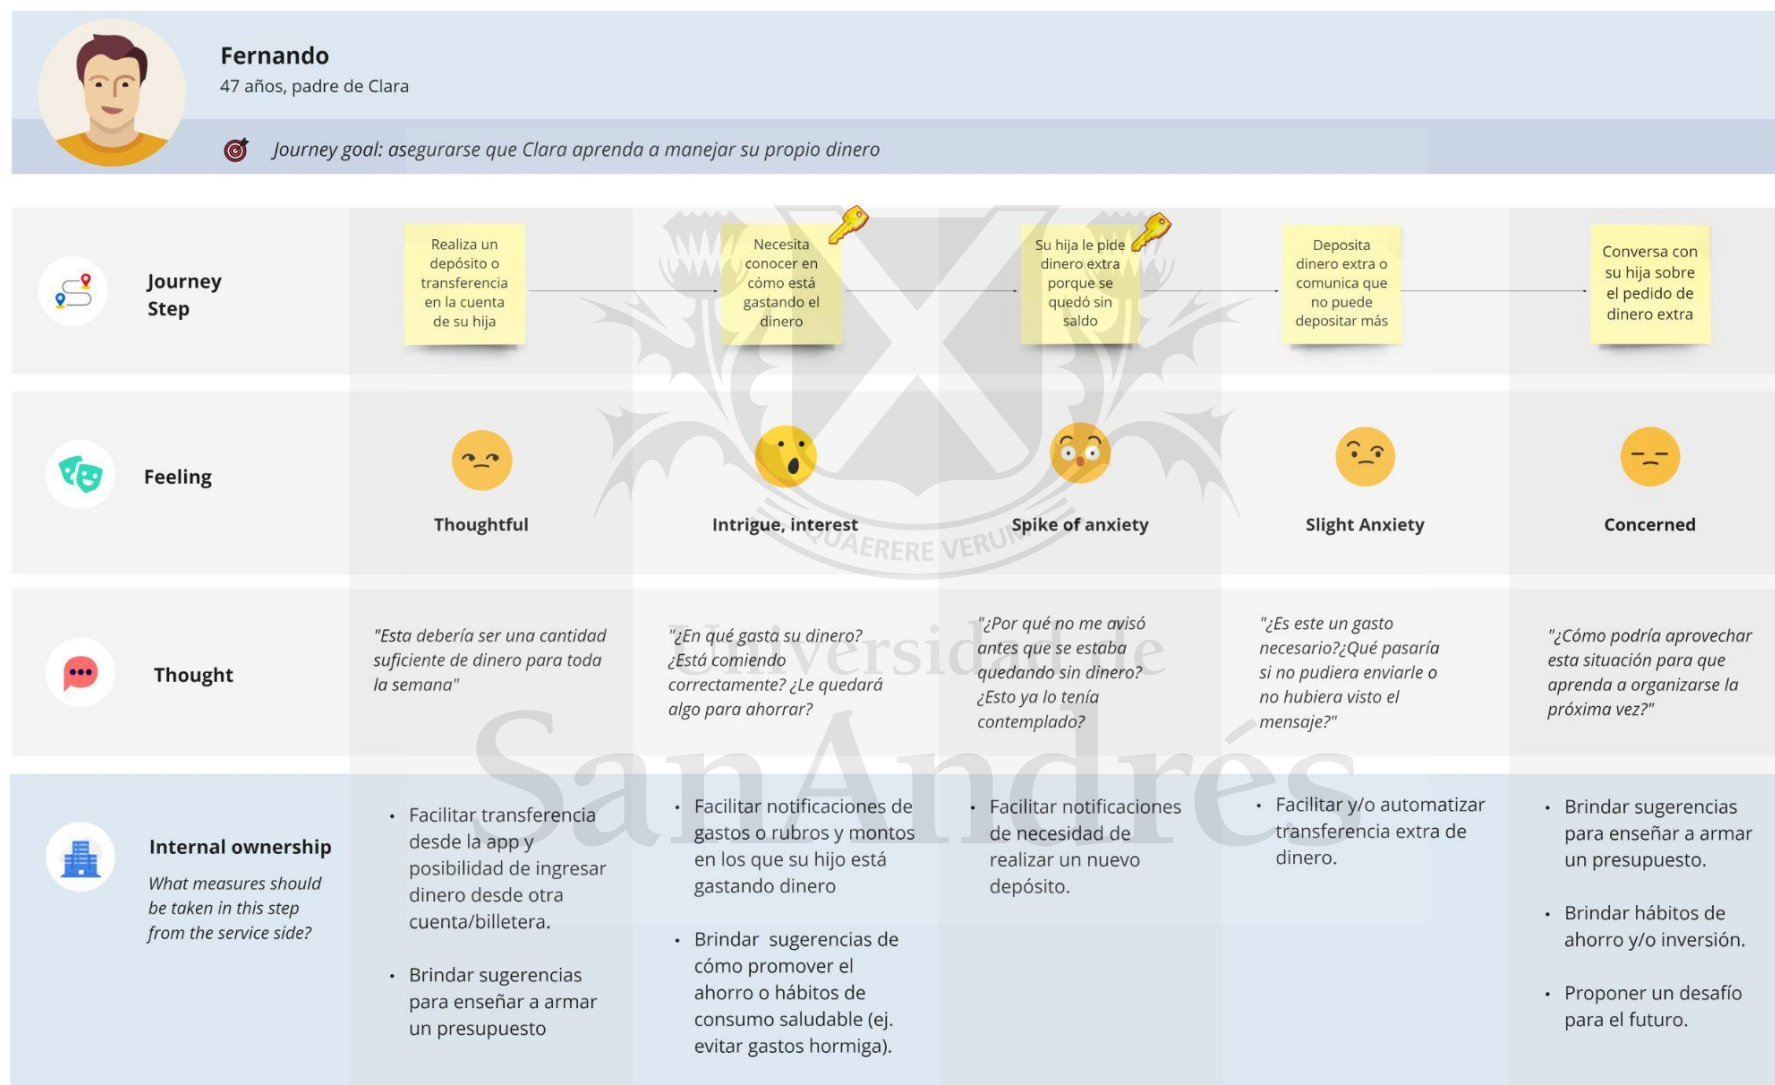 Fernando
47 años, padre de Clara
Journey goal: asegurarse que Clara aprenda a manejar su propio dinero
Journey
Step
Realiza un
depósito o
transferencia
en la cuenta
de su hija
Necesita
conocer en
cómo está
gastando el
dinero
Su hija le pide
dinero extra
porque se
quedó sin
saldo
Deposita
dinero extra o
comunica que
no puede
depositar más
Conversa con
su hija sobre
el pedido de
dinero extra
Feeling
Thoughtful
Intrigue, interest
Spike of anxiety
Slight Anxiety
Concerned
QUAERERE VERUM
Thought
"Esta debería ser una cantidad
suficiente de dinero para toda
la semana"
"¿En qué gasta su dinero?
¿Está comiendo
correctamente? ¿Le quedará
algo para ahorrar?
"¿Por qué no me avisó
antes que se estaba
quedando sin dinero?
¿Esto ya lo tenía
contemplado?
"¿Es este un gasto
necesario?¿Qué pasaría
si no pudiera enviarle o
no hubiera visto el
mensaje?"
"¿Cómo podría aprovechar
esta situación para que
aprenda a organizarse la
próxima vez?"
Universidad de
SanAndrés
Internal ownership
What measures should
be taken in this step
from the service side?
• Facilitar transferencia
desde la app y
posibilidad de ingresar
dinero desde otra
cuenta/billetera.
• Brindar sugerencias
para enseñar a armar
un presupuesto
• Facilitar notificaciones de
gastos o rubros y montos
en los que su hijo está
gastando dinero
• Brindar sugerencias de
cómo promover el
ahorro o hábitos de
consumo saludable (ej.
evitar gastos hormiga).
• Facilitar notificaciones
de necesidad de
realizar un nuevo
depósito.
• Facilitar y/o automatizar
transferencia extra de
dinero.
• Brindar sugerencias
para enseñar a armar
un presupuesto.
• Brindar hábitos de
ahorro y/o inversión.
• Proponer un desafío
para el futuro.